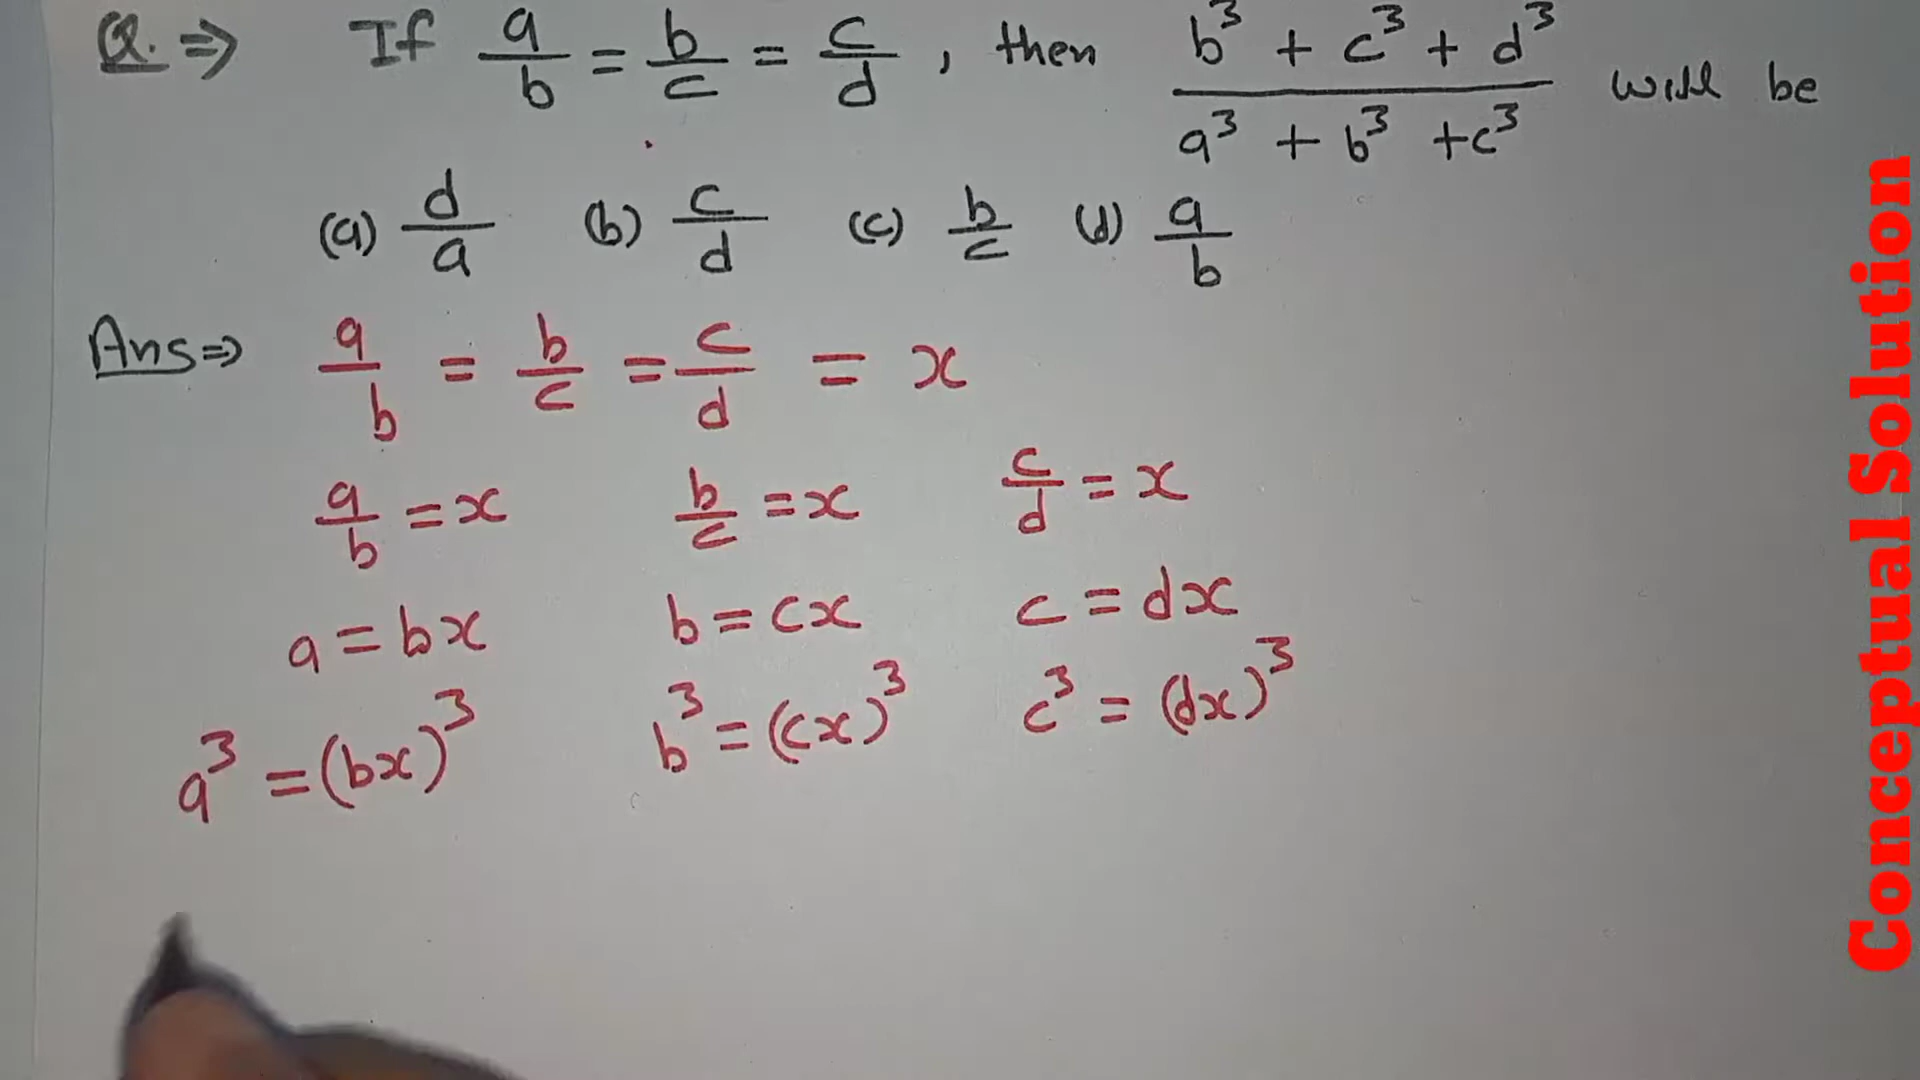 Q. ⇒ If a/b = b/c = c/d , then (b³ + c³ + d³)/(a³ + b³ + c³) will be
(a) d/a (b) c/d (c) b/c (d) a/b
Ans ⇒ a/b = b/c = c/d = x
a/b = x b/c = x c/d = x
a = bx b = cx c = dx
a³ = (bx)³ b³ = (cx)³ c³ = (dx)³
Conceptual Solution